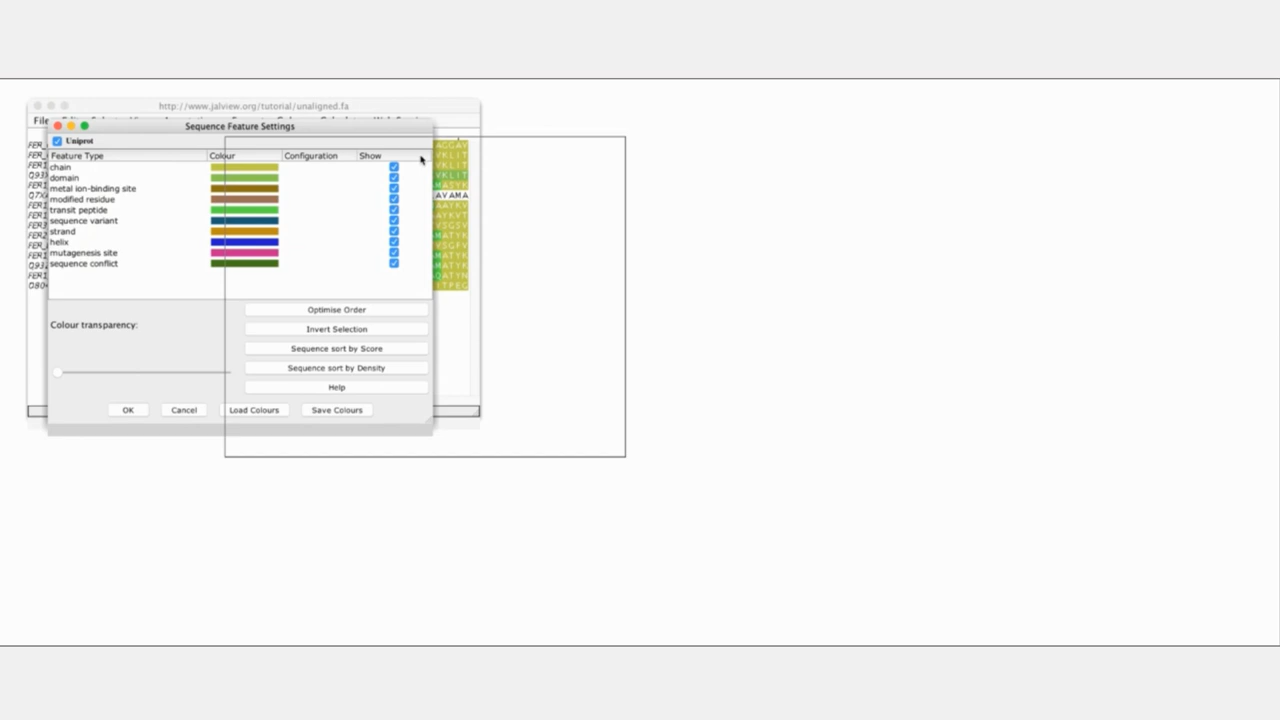 http://www.jalview.org/tutorial/unaligned.fa
File
Sequence Feature Settings
Uniprot
Feature Type Colour Configuration Show
chain
domain
metal ion-binding site
modified residue
transit peptide
sequence variant
strand
helix
mutagenesis site
sequence conflict
Optimise Order
Colour transparency:
Invert Selection
Sequence sort by Score
Sequence sort by Density
Help
OK Cancel Load Colours Save Colours